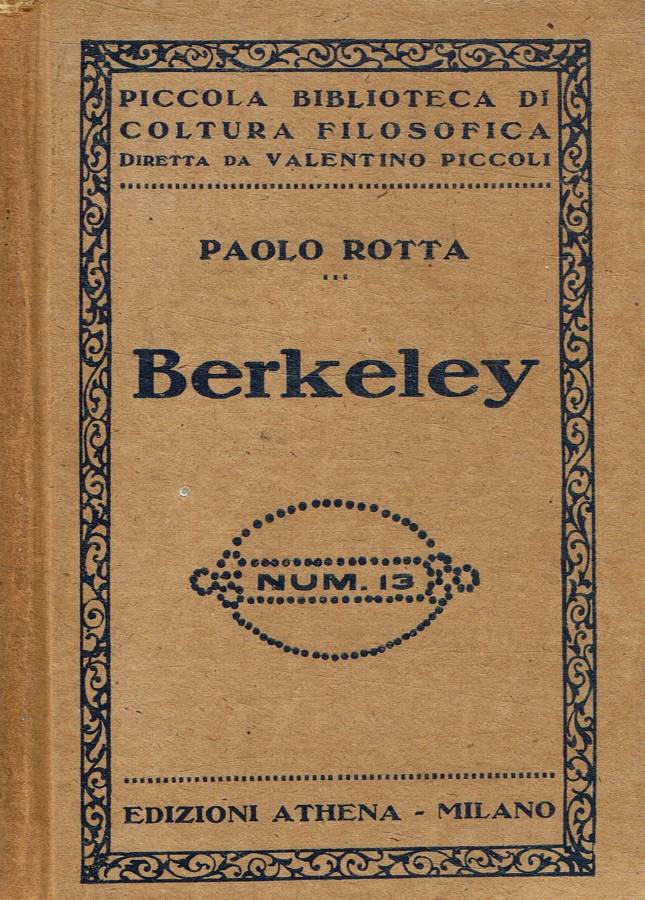 PICCOLA BIBLIOTECA DI
COLTURA FILOSOFICA
DIRETTA DA VALENTINO PICCOLI
PAOLO ROTTA
Berkeley
NUM. 13
EDIZIONI ATHENA - MILANO